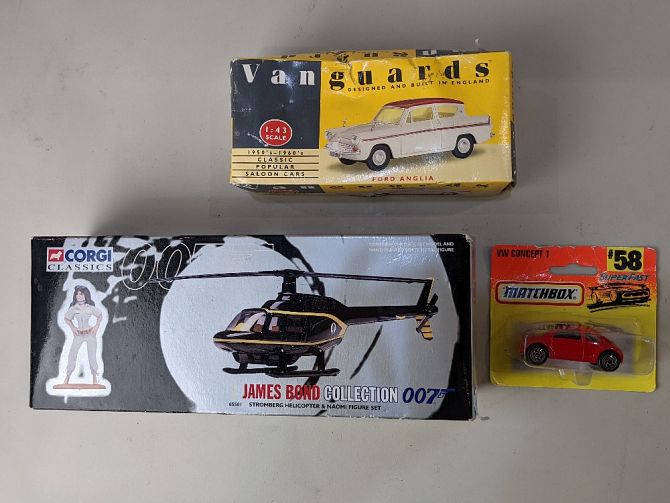 Vanguards
DESIGNED AND BUILT IN ENGLAND
1:43
SCALE
1950's-1960's
CLASSIC
POPULAR
SALOON CARS
FORD ANGLIA
CORGI
CLASSICS
JAMES BOND COLLECTION 007
65501 STROMBERG HELICOPTER & NAOMI FIGURE SET
VW CONCEPT 1
#58
MATCHBOX
SUPERFAST